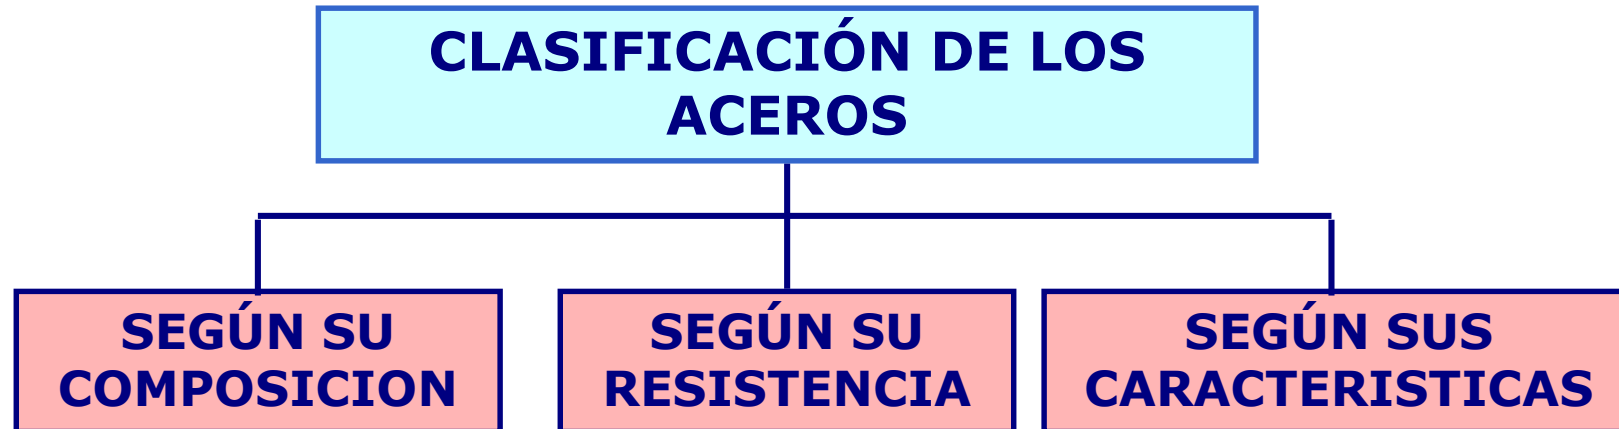 CLASIFICACIÓN DE LOS
ACEROS
SEGÚN SU
COMPOSICION
SEGÚN SU
RESISTENCIA
SEGÚN SUS
CARACTERISTICAS